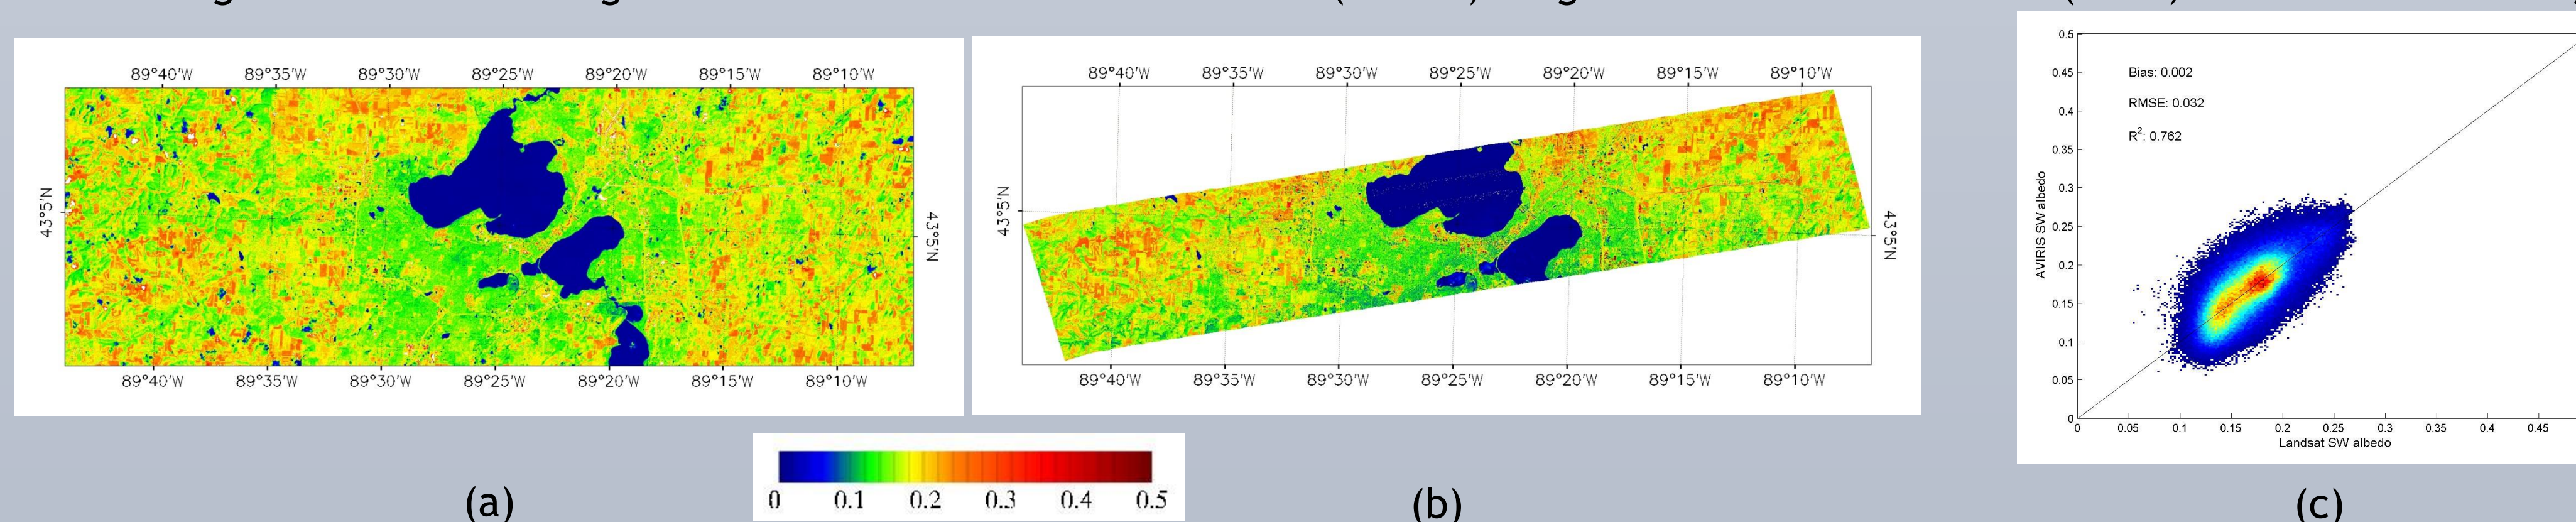 89°40'W 89°35'W 89°30'W 89°25'W 89°20'W 89°15'W 89°10'W
43°5'N
43°5'N
89°40'W 89°35'W 89°30'W 89°25'W 89°20'W 89°15'W 89°10'W
(a)
89°40'W 89°35'W 89°30'W 89°25'W 89°20'W 89°15'W 89°10'W
43°5'N
43°5'N
89°40'W 89°35'W 89°30'W 89°25'W 89°20'W 89°15'W 89°10'W
0 0.1 0.2 0.3 0.4 0.5
(b)
0.5
0.45
0.4
0.35
0.3
0.25
0.2
0.15
0.1
0.05
0
AVIRIS SW albedo
Bias: 0.002
RMSE: 0.032
R²: 0.762
0 0.05 0.1 0.15 0.2 0.25 0.3 0.35 0.4 0.45
Landsat SW albedo
(c)